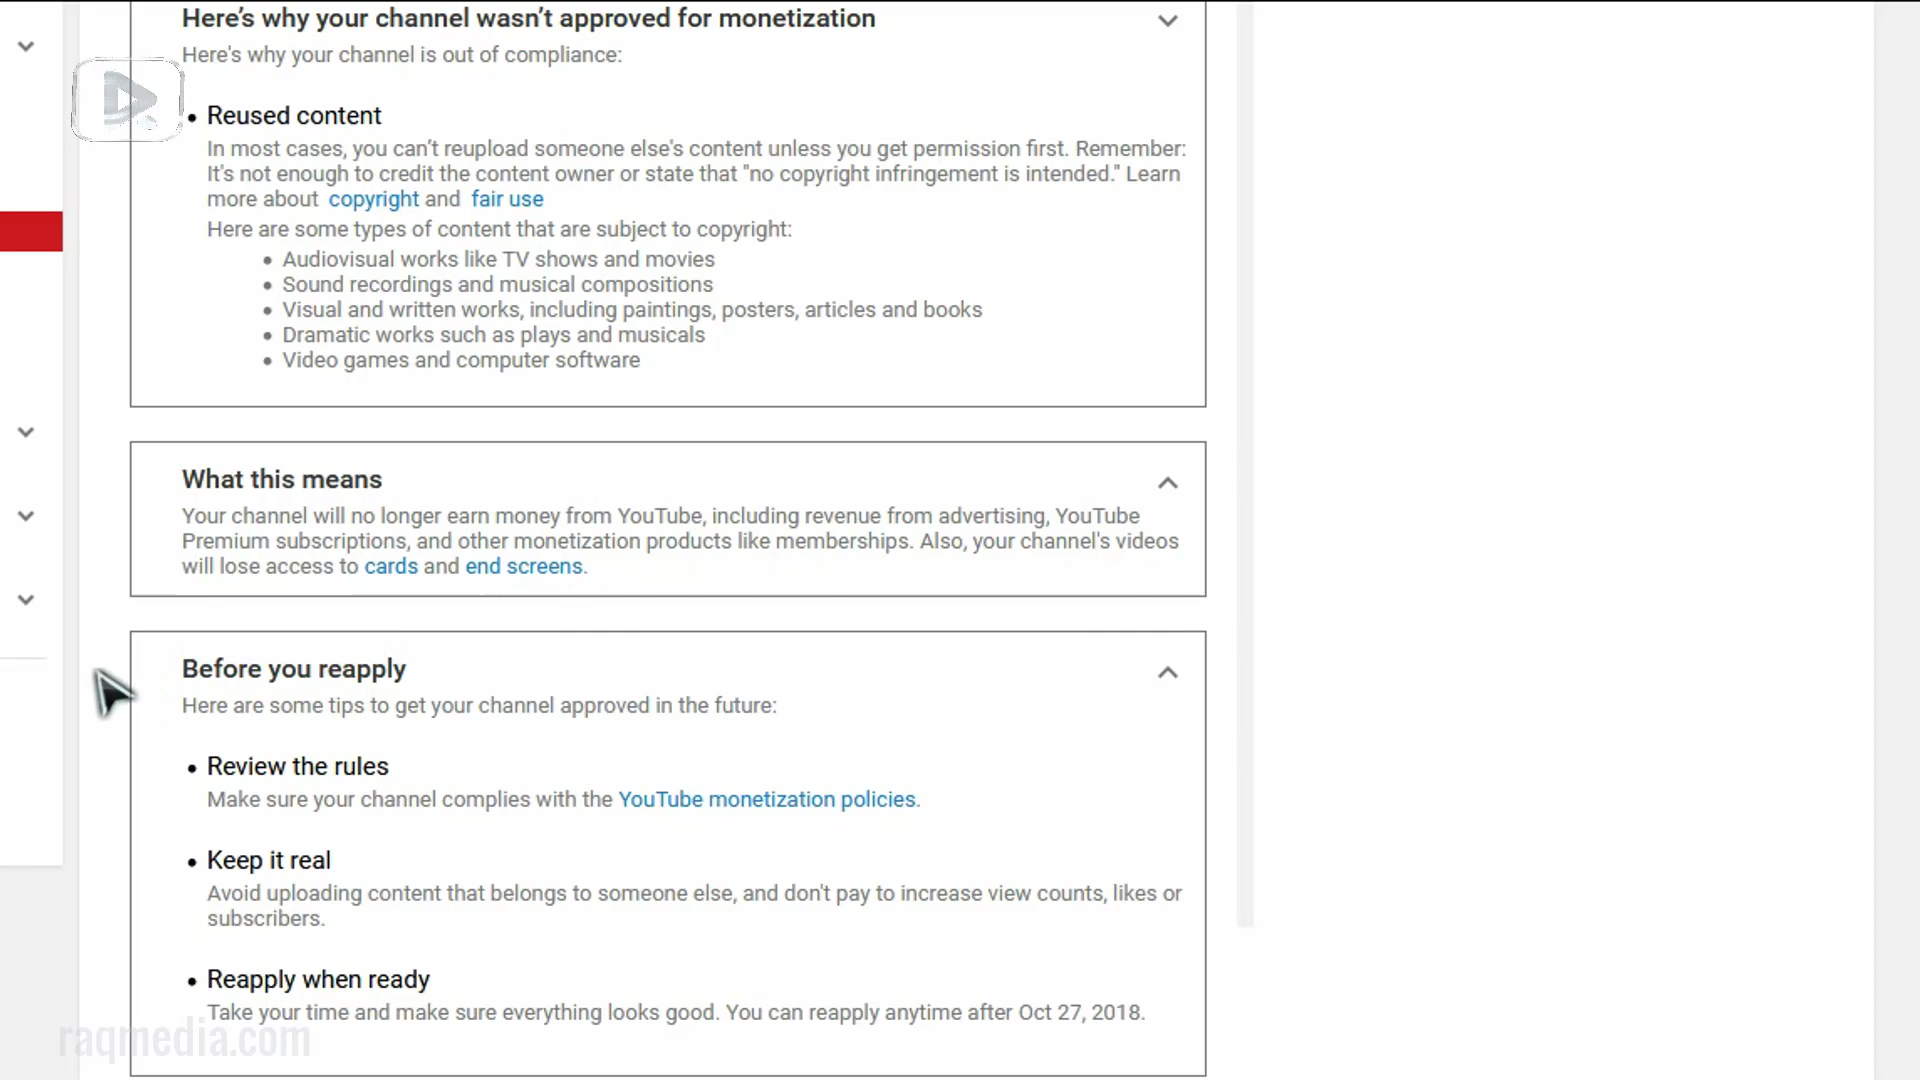 Here's why your channel wasn't approved for monetization
Here's why your channel is out of compliance:
• Reused content
In most cases, you can't reupload someone else's content unless you get permission first. Remember:
It's not enough to credit the content owner or state that "no copyright infringement is intended." Learn
more about copyright and fair use
Here are some types of content that are subject to copyright:
• Audiovisual works like TV shows and movies
• Sound recordings and musical compositions
• Visual and written works, including paintings, posters, articles and books
• Dramatic works such as plays and musicals
• Video games and computer software
What this means
Your channel will no longer earn money from YouTube, including revenue from advertising, YouTube
Premium subscriptions, and other monetization products like memberships. Also, your channel's videos
will lose access to cards and end screens.
Before you reapply
Here are some tips to get your channel approved in the future:
• Review the rules
Make sure your channel complies with the YouTube monetization policies.
• Keep it real
Avoid uploading content that belongs to someone else, and don't pay to increase view counts, likes or
subscribers.
• Reapply when ready
Take your time and make sure everything looks good. You can reapply anytime after Oct 27, 2018.
raqmedia.com